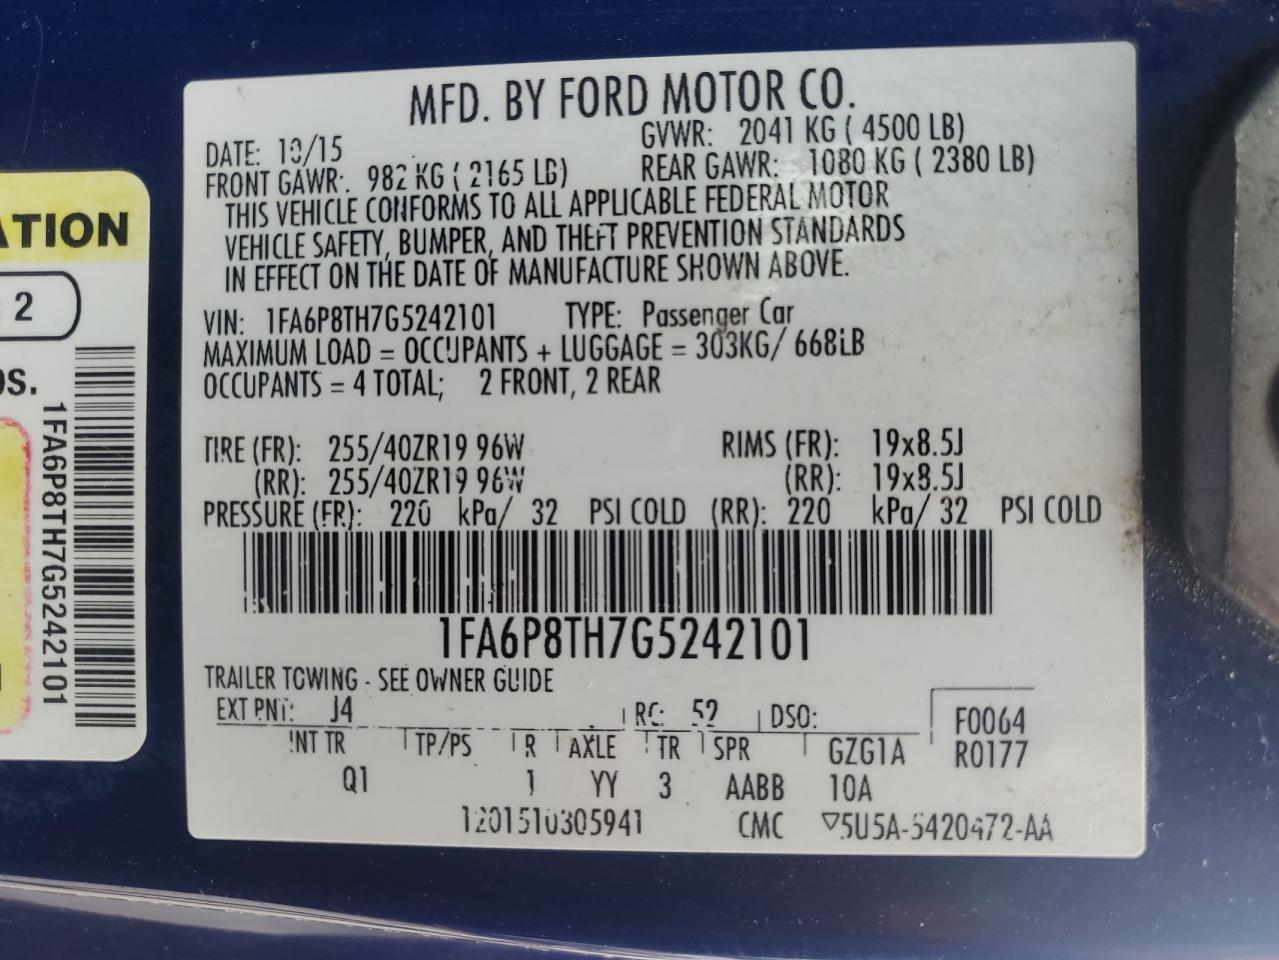 MFD. BY FORD MOTOR CO.
DATE: 10/15 GVWR: 2041 KG ( 4500 LB)
FRONT GAWR: 982 KG ( 2165 LB) REAR GAWR: 1080 KG ( 2380 LB)
THIS VEHICLE CONFORMS TO ALL APPLICABLE FEDERAL MOTOR
VEHICLE SAFETY, BUMPER, AND THEFT PREVENTION STANDARDS
IN EFFECT ON THE DATE OF MANUFACTURE SHOWN ABOVE.
VIN: 1FA6P8TH7G5242101 TYPE: Passenger Car
MAXIMUM LOAD = OCCUPANTS + LUGGAGE = 303KG/ 668LB
OCCUPANTS = 4 TOTAL; 2 FRONT, 2 REAR
TIRE (FR): 255/40ZR19 96W RIMS (FR): 19x8.5J
(RR): 255/40ZR19 96W (RR): 19x8.5J
PRESSURE (FR): 220 kPa/ 32 PSI COLD (RR): 220 kPa/ 32 PSI COLD
1FA6P8TH7G5242101
TRAILER TOWING - SEE OWNER GUIDE
EXT PNT: J4 RC: 52 DSO: F0064
INT TR TP/PS R AXLE TR SPR GZG1A R0177
Q1 1 YY 3 AABB 10A
1201510305941 CMC ▽5U5A-5420472-AA
ATION
2
OS.
1FA6P8TH7G5242101